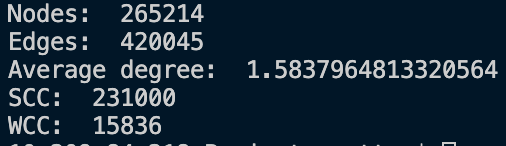 Nodes:  265214
Edges:  420045
Average degree:  1.5837964813320564
SCC:  231000
WCC:  15836